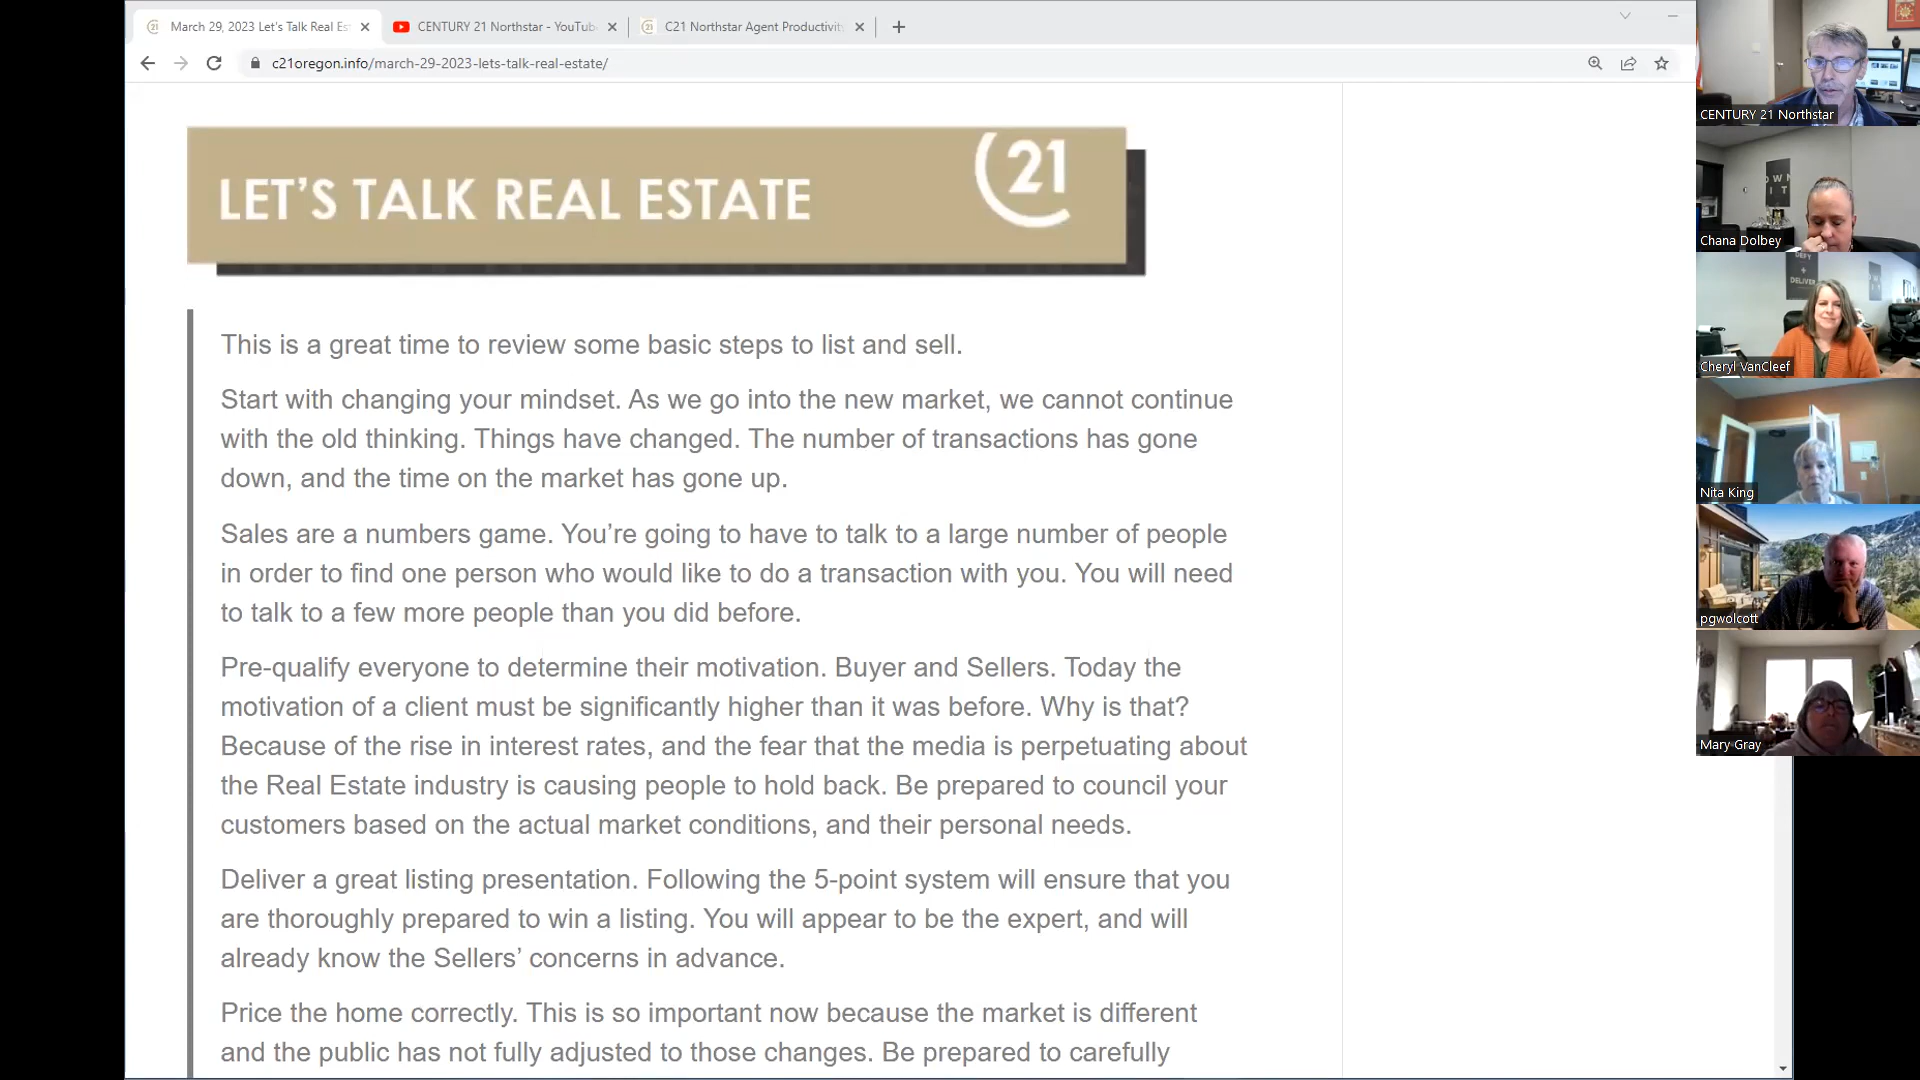 March 29, 2023 Let's Talk Real Es
CENTURY 21 Northstar - YouTub
C21 Northstar Agent Productivity
c21oregon.info/march-29-2023-lets-talk-real-estate/
LET'S TALK REAL ESTATE
21
This is a great time to review some basic steps to list and sell.
Start with changing your mindset. As we go into the new market, we cannot continue
with the old thinking. Things have changed. The number of transactions has gone
down, and the time on the market has gone up.
Sales are a numbers game. You’re going to have to talk to a large number of people
in order to find one person who would like to do a transaction with you. You will need
to talk to a few more people than you did before.
Pre-qualify everyone to determine their motivation. Buyer and Sellers. Today the
motivation of a client must be significantly higher than it was before. Why is that?
Because of the rise in interest rates, and the fear that the media is perpetuating about
the Real Estate industry is causing people to hold back. Be prepared to council your
customers based on the actual market conditions, and their personal needs.
Deliver a great listing presentation. Following the 5-point system will ensure that you
are thoroughly prepared to win a listing. You will appear to be the expert, and will
already know the Sellers’ concerns in advance.
Price the home correctly. This is so important now because the market is different
and the public has not fully adjusted to those changes. Be prepared to carefully
CENTURY 21 Northstar
Chana Dolbey
DEFY
+
DELIVER
Cheryl VanCleef
Nita King
pgwolcott
Mary Gray